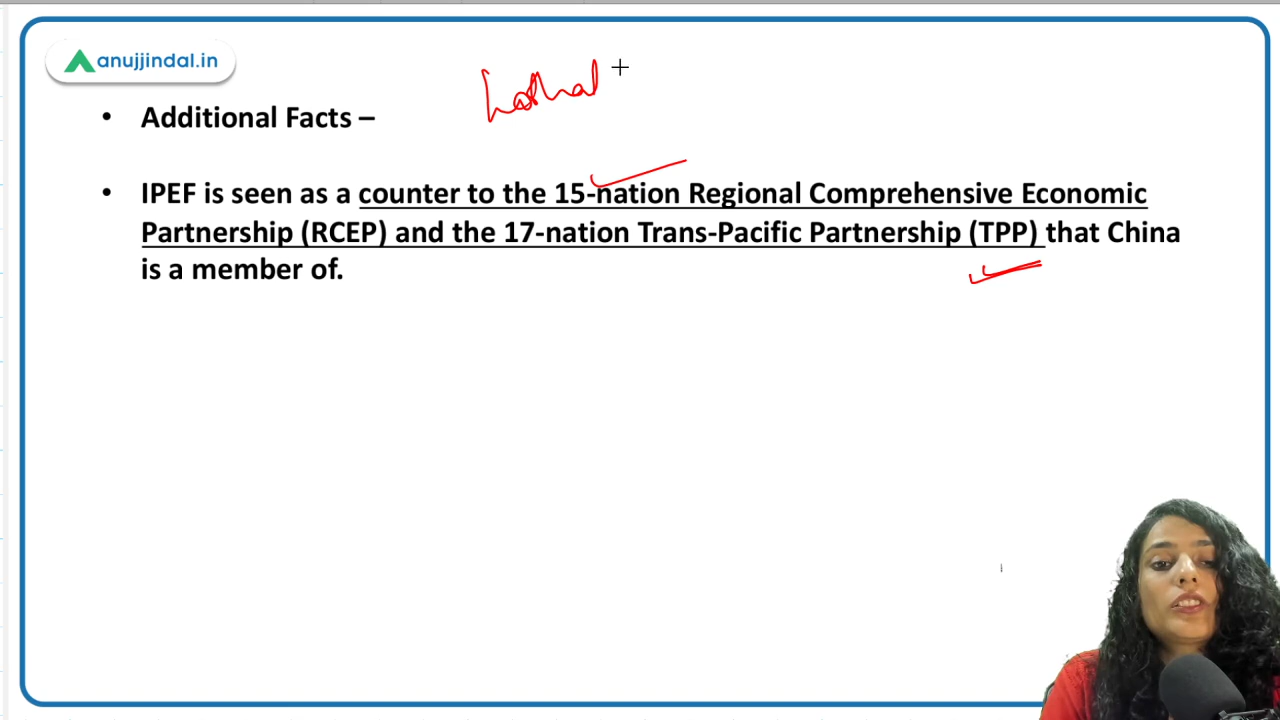 anujjindal.in
• Additional Facts –
• IPEF is seen as a counter to the 15-nation Regional Comprehensive Economic
Partnership (RCEP) and the 17-nation Trans-Pacific Partnership (TPP) that China
is a member of.